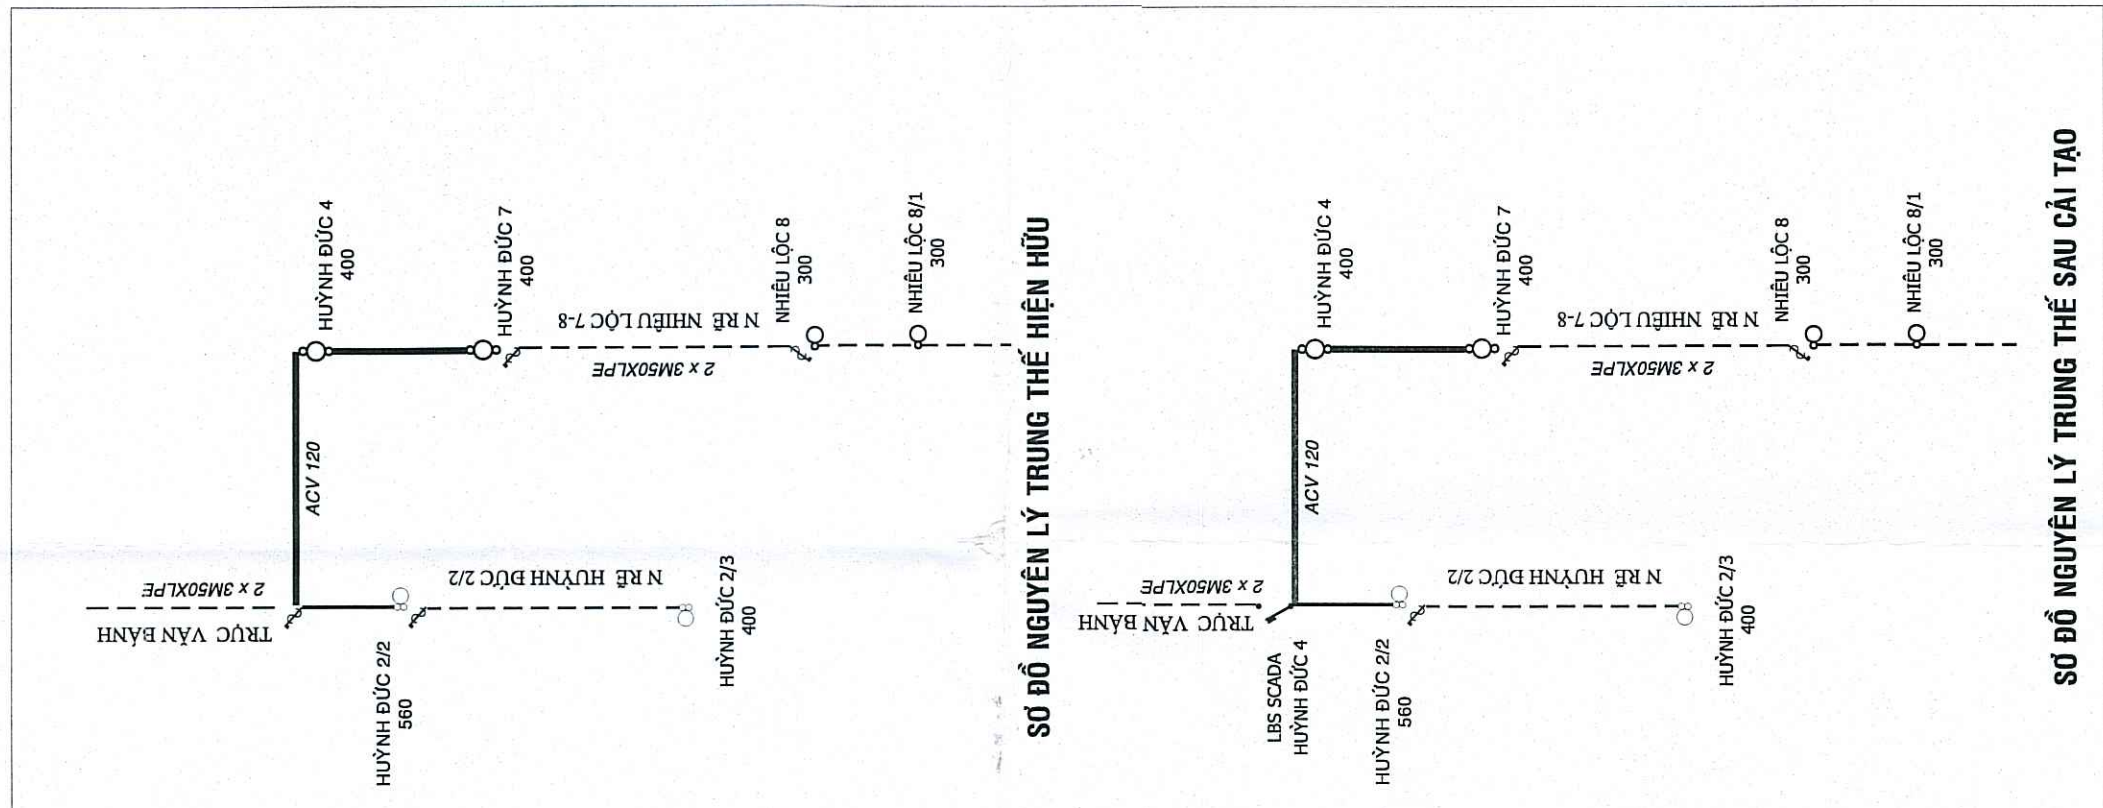 TRỤC VĂN BÁNH
2 x 3M50XLPE
ACV 120
HUỲNH ĐỨC 4
400
HUỲNH ĐỨC 7
400
HUỲNH ĐỨC 2/2
560
N RẼ HUỲNH ĐỨC 2/2
HUỲNH ĐỨC 2/3
400
2 x 3M50XLPE
N RẼ NHIÊU LỘC 7-8
NHIÊU LỘC 8
300
NHIÊU LỘC 8/1
300
SƠ ĐỒ NGUYÊN LÝ TRUNG THẾ HIỆN HỮU
TRỤC VĂN BÁNH
2 x 3M50XLPE
LBS SCADA
HUỲNH ĐỨC 4
ACV 120
HUỲNH ĐỨC 4
400
HUỲNH ĐỨC 7
400
HUỲNH ĐỨC 2/2
560
N RẼ HUỲNH ĐỨC 2/2
HUỲNH ĐỨC 2/3
400
2 x 3M50XLPE
N RẼ NHIÊU LỘC 7-8
NHIÊU LỘC 8
300
NHIÊU LỘC 8/1
300
SƠ ĐỒ NGUYÊN LÝ TRUNG THẾ SAU CẢI TẠO